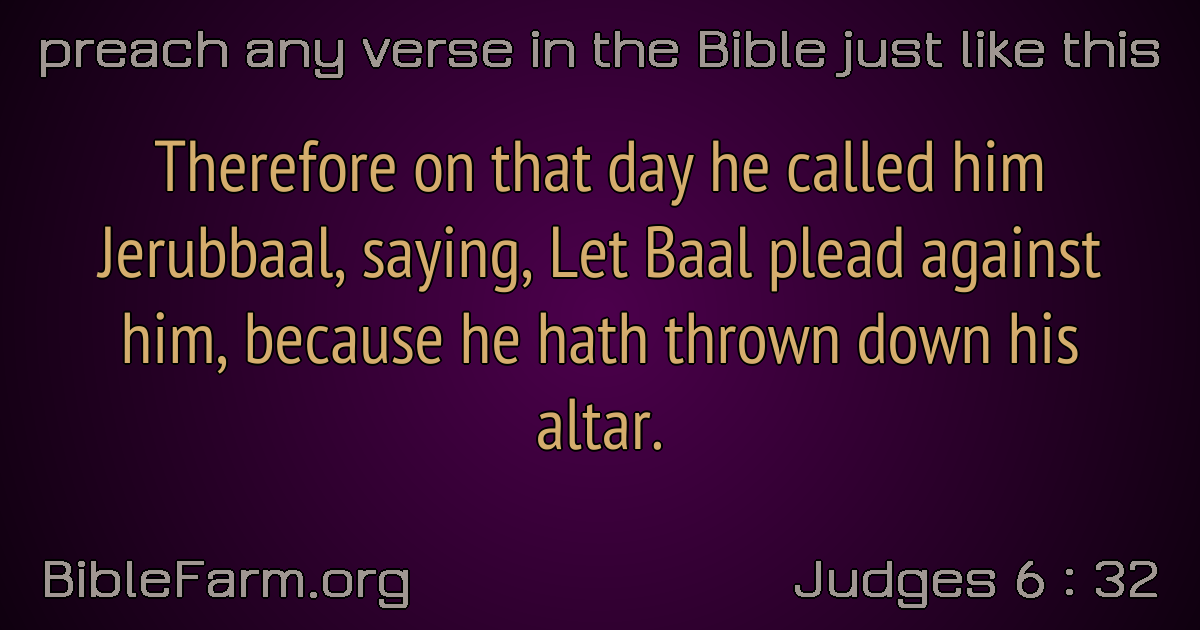 preach any verse in the Bible just like this
Therefore on that day he called him
Jerubbaal, saying, Let Baal plead against
him, because he hath thrown down his
altar.
BibleFarm.org
Judges 6 : 32